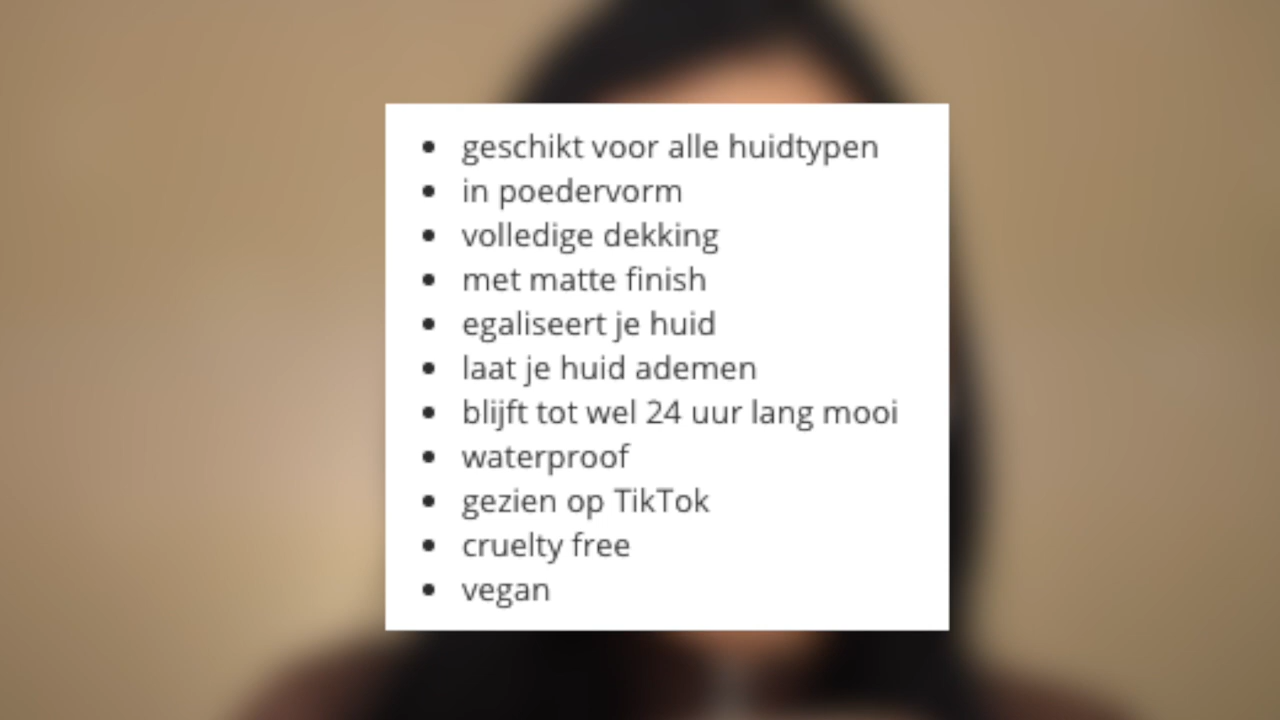 geschikt voor alle huidtypen
in poedervorm
volledige dekking
met matte finish
egaliseert je huid
laat je huid ademen
blijft tot wel 24 uur lang mooi
waterproof
gezien op TikTok
cruelty free
vegan